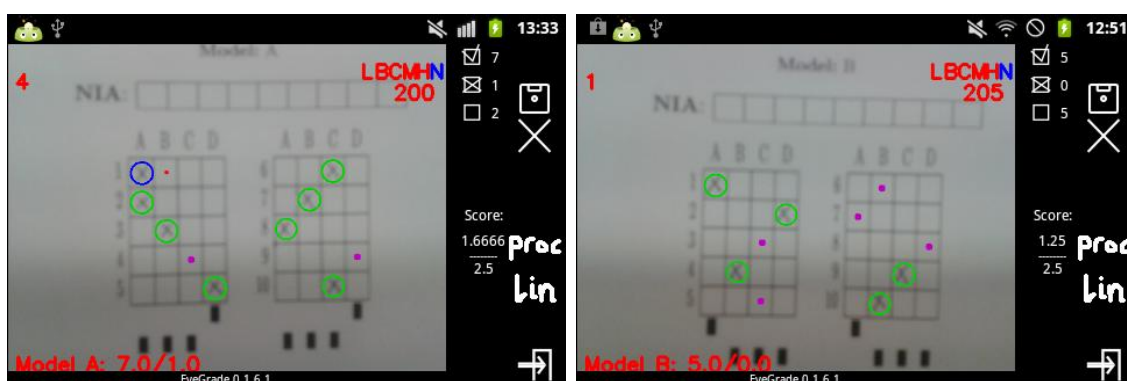 13:33
Model: A
4
LBCMHN
200
NIA:
A B C D
1
2
3
4
5
6
7
8
9
10
7
1
2
Score:
1.6666
2.5
Proc
Lin
Model A: 7.0/1.0
EyeGrade 0.1.6.1
12:51
Model: B
1
LBCMHN
205
NIA:
A B C D
A B C D
1
2
3
4
5
6
7
8
9
10
5
0
5
Score:
1.25
2.5
Proc
Lin
Model B: 5.0/0.0
EyeGrade 0.1.6.1